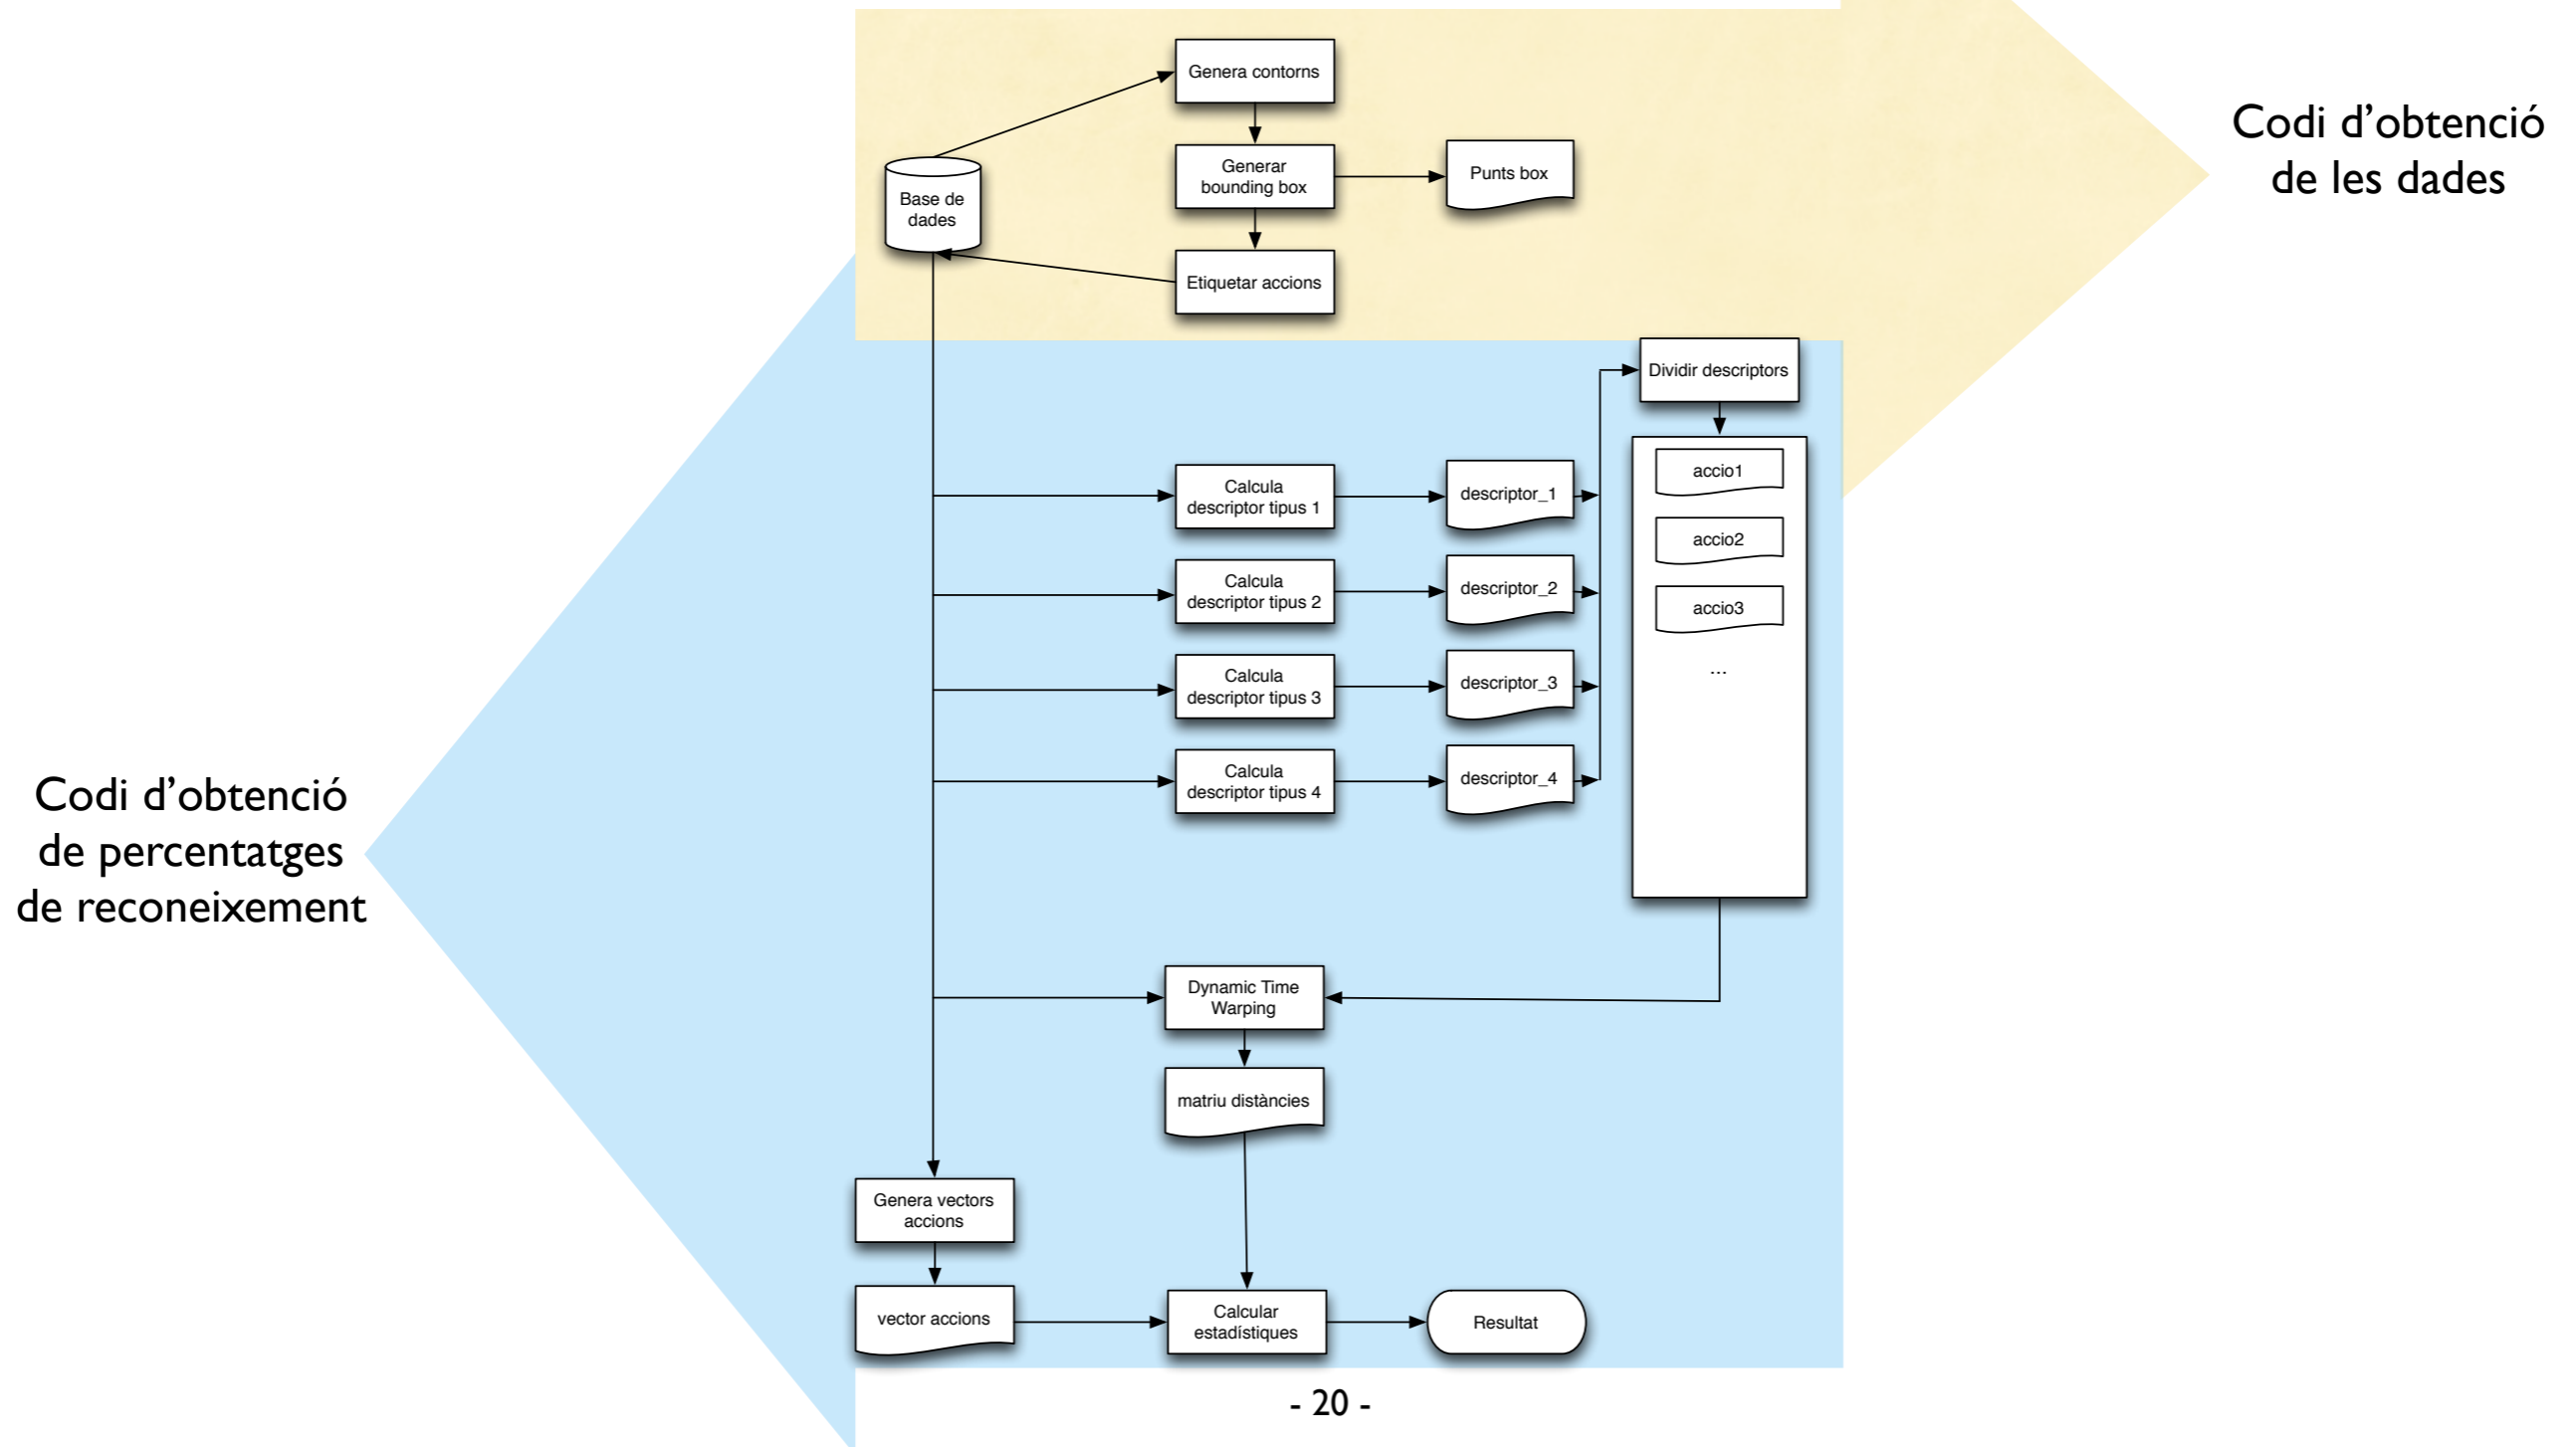 Genera contorns
Codi d'obtenció
de les dades
Generar
bounding box
Punts box
Base de
dades
Etiquetar accions
Dividir descriptors
accio1
accio2
accio3
...
Calcula
descriptor tipus 1
descriptor_1
Calcula
descriptor tipus 2
descriptor_2
Calcula
descriptor tipus 3
descriptor_3
Calcula
descriptor tipus 4
descriptor_4
Codi d'obtenció
de percentatges
de reconeixement
Dynamic Time
Warping
matriu distàncies
Genera vectors
accions
vector accions
Calcular
estadístiques
Resultat
- 20 -